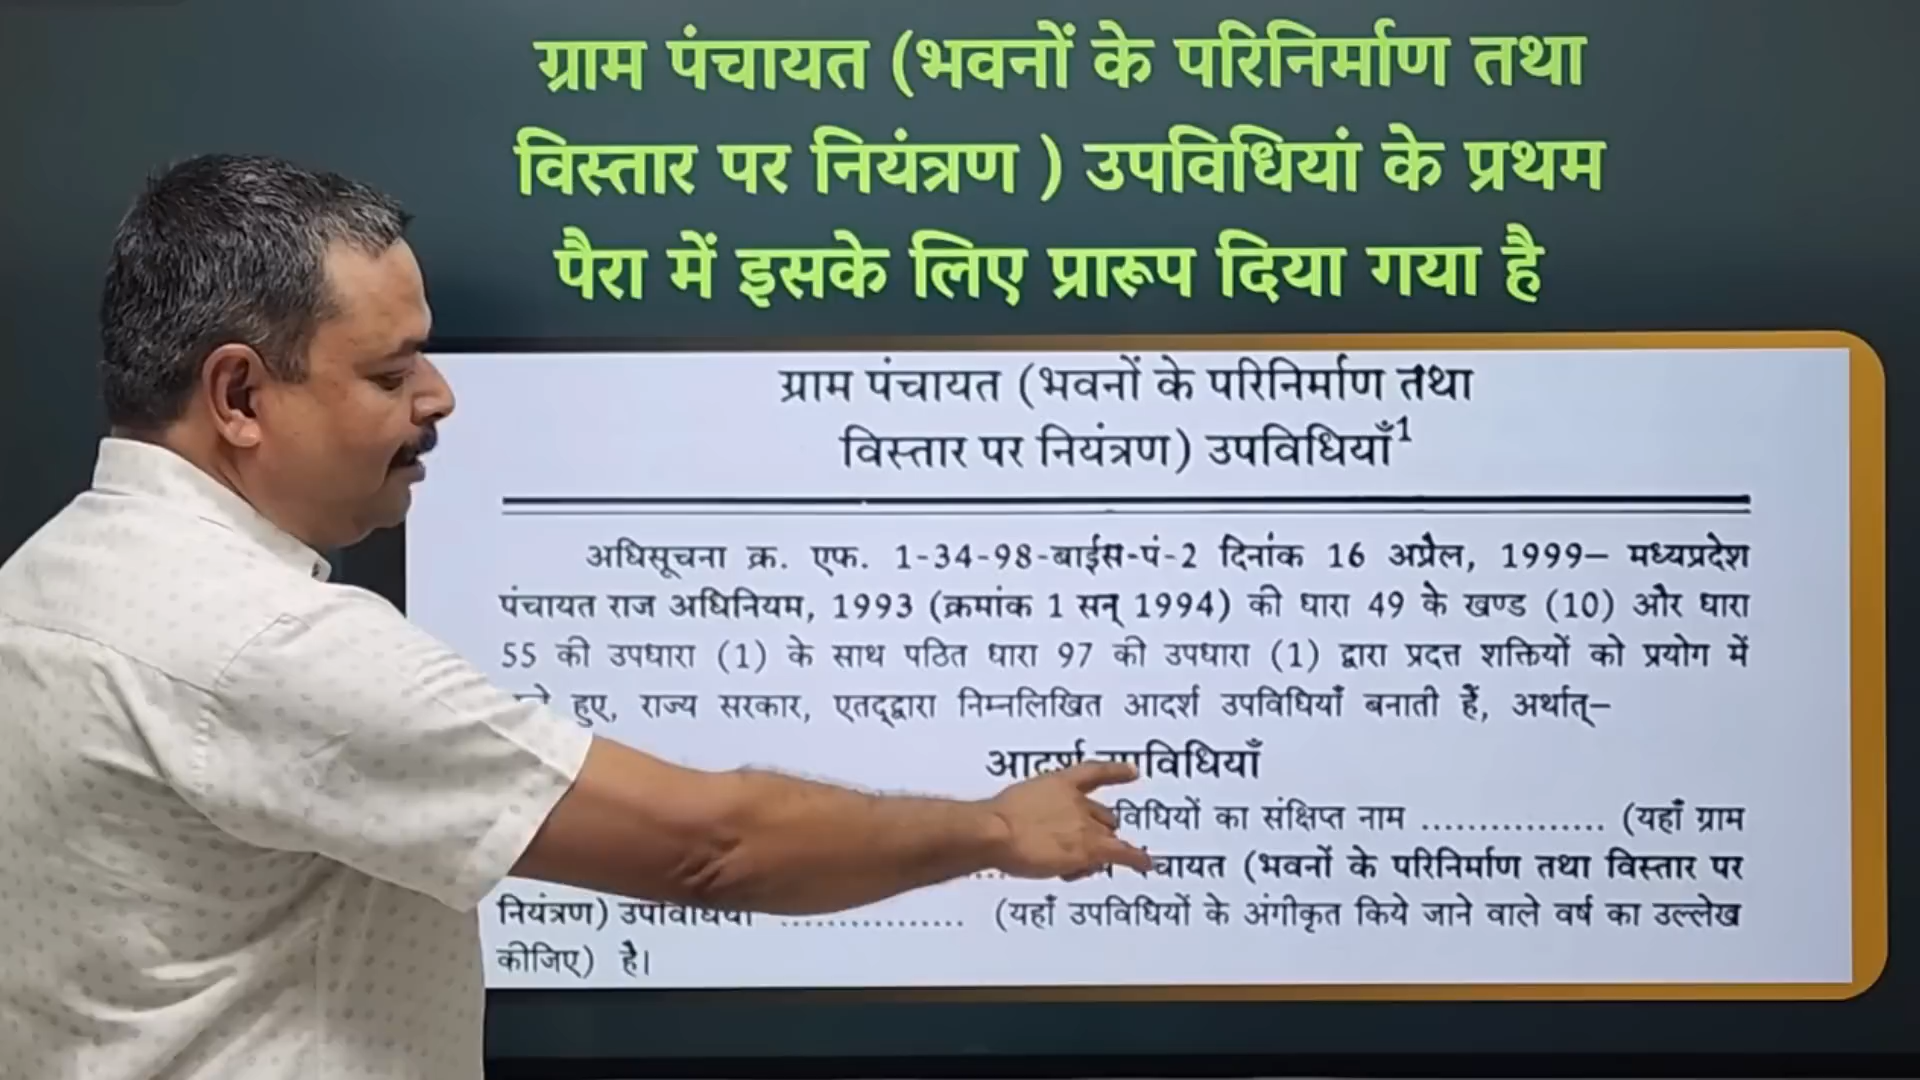 ग्राम पंचायत (भवनों के परिनिर्माण तथा
विस्तार पर नियंत्रण ) उपविधियां के प्रथम
पैरा में इसके लिए प्रारूप दिया गया है
ग्राम पंचायत (भवनों के परिनिर्माण तथा
विस्तार पर नियंत्रण) उपविधियाँ¹
अधिसूचना क्र. एफ. 1-34-98-बाईस-पं-2 दिनांक 16 अप्रैल, 1999– मध्यप्रदेश
पंचायत राज अधिनियम, 1993 (क्रमांक 1 सन् 1994) की धारा 49 के खण्ड (10) और धारा
55 की उपधारा (1) के साथ पठित धारा 97 की उपधारा (1) द्वारा प्रदत्त शक्तियों को प्रयोग में
हुए, राज्य सरकार, एतद्द्वारा निम्नलिखित आदर्श उपविधियाँ बनाती हैं, अर्थात्–
आदर्श उपविधियाँ
का संक्षिप्त नाम ................ (यहाँ ग्राम
(भवनों के परिनिर्माण तथा विस्तार पर
नियंत्रण) ................ (यहाँ उपविधियों के अंगीकृत किये जाने वाले वर्ष का उल्लेख
कीजिए) है।